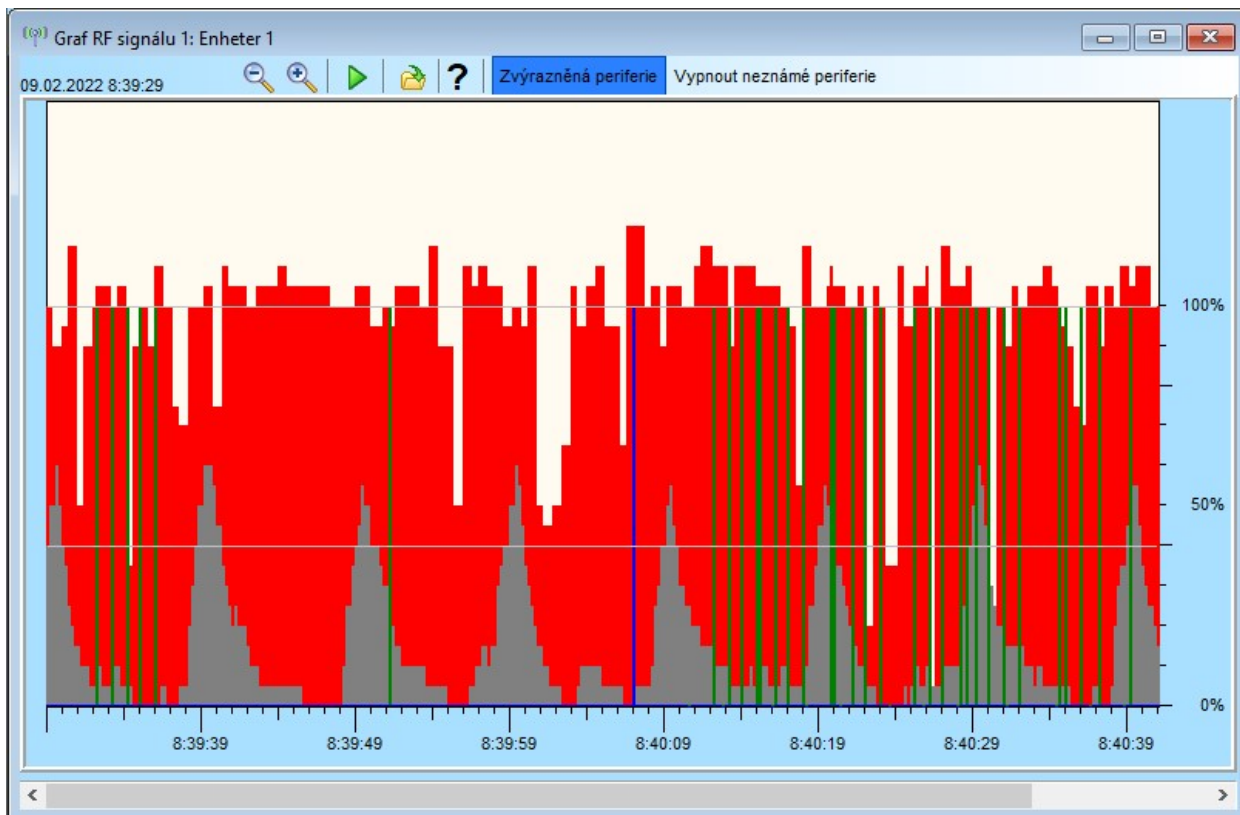 Graf RF signálu 1: Enheter 1
09.02.2022 8:39:29
? Zvýrazněná periferie Vypnout neznámé periferie
100%
50%
0%
8:39:39 8:39:49 8:39:59 8:40:09 8:40:19 8:40:29 8:40:39